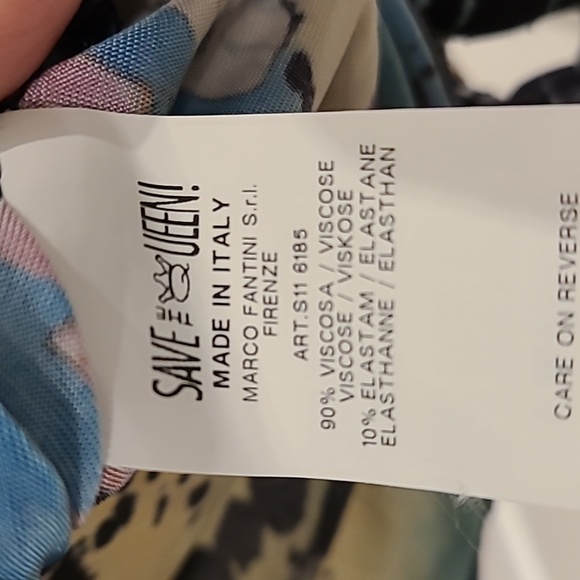 SAVE THE QUEEN!
MADE IN ITALY
MARCO FANTINI S.r.l.
FIRENZE
ART.S11 6185
90% VISCOSA / VISCOSE
VISCOSE / VISKOSE
10% ELASTAM / ELASTANE
ELASTHANNE / ELASTHAN
CARE ON REVERSE